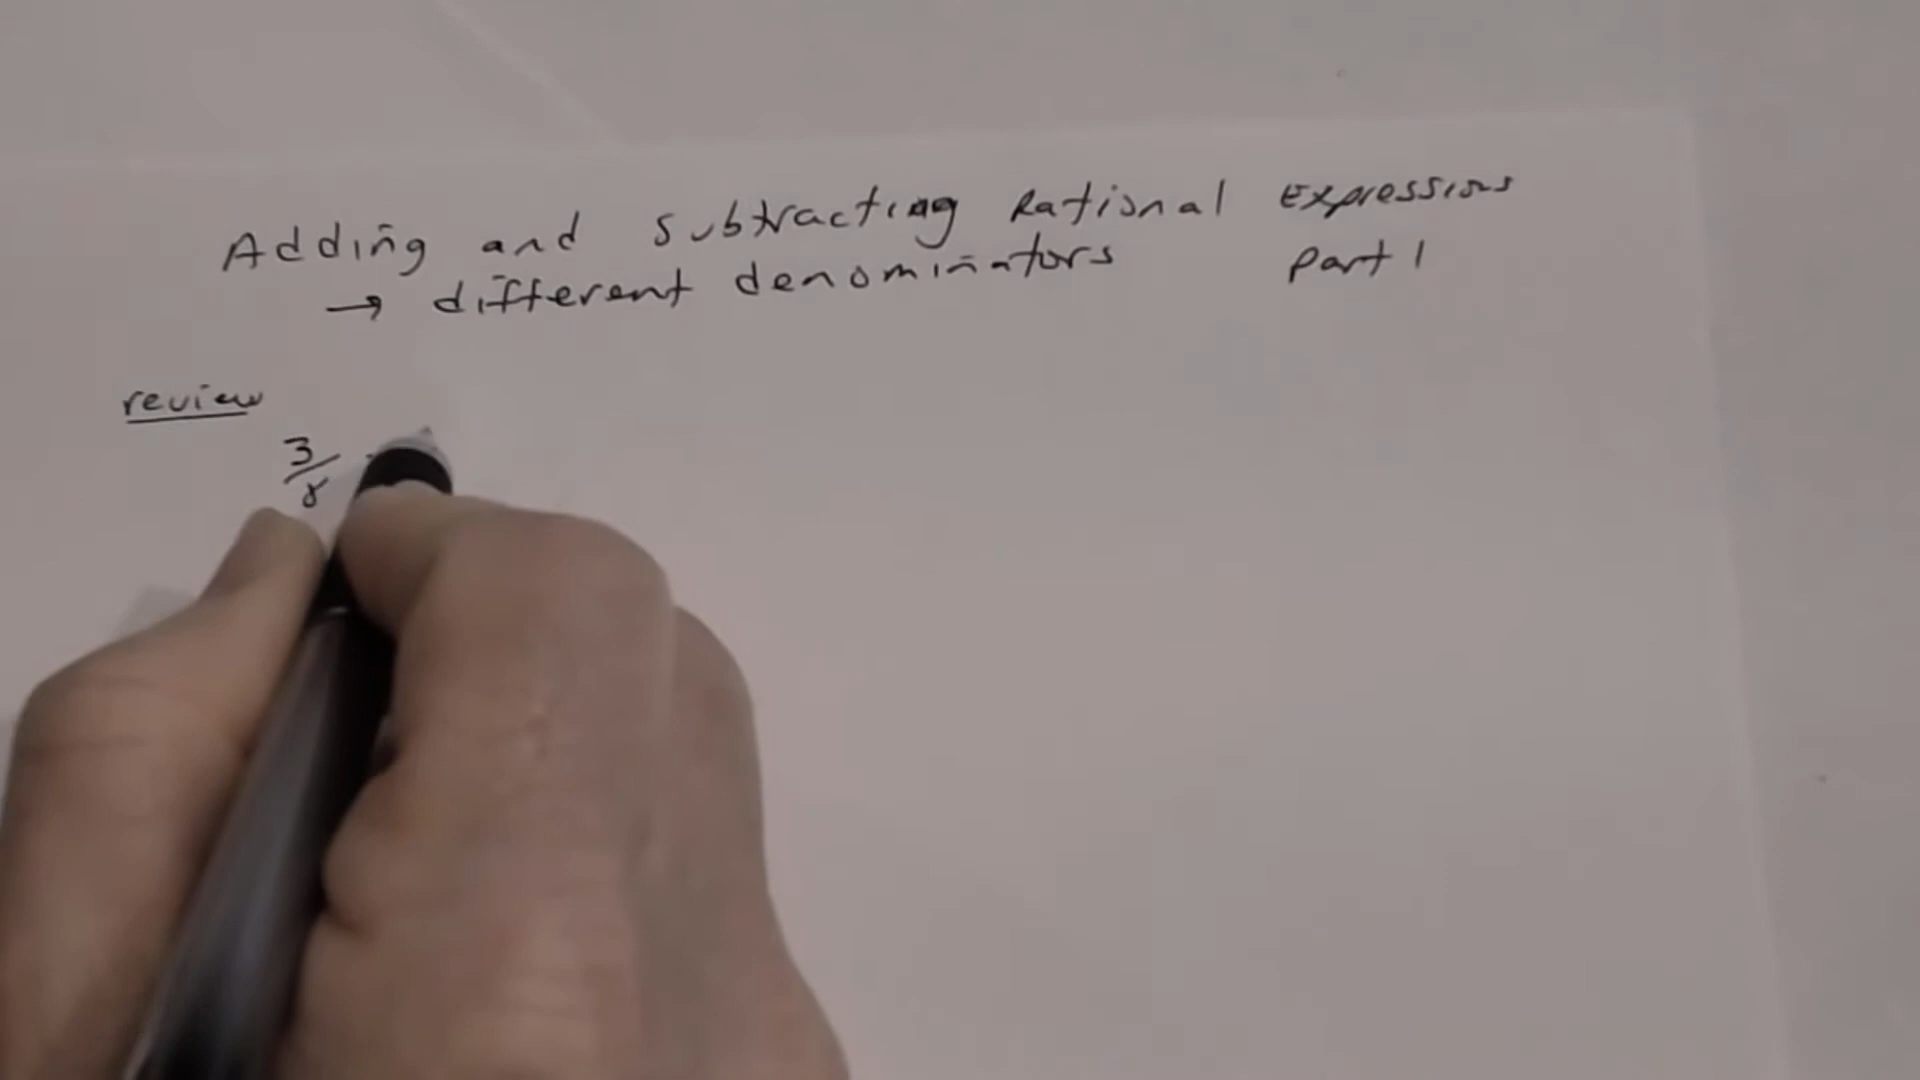 Adding and Subtracting Rational Expressions
→ different denominators Part 1
review
3/8